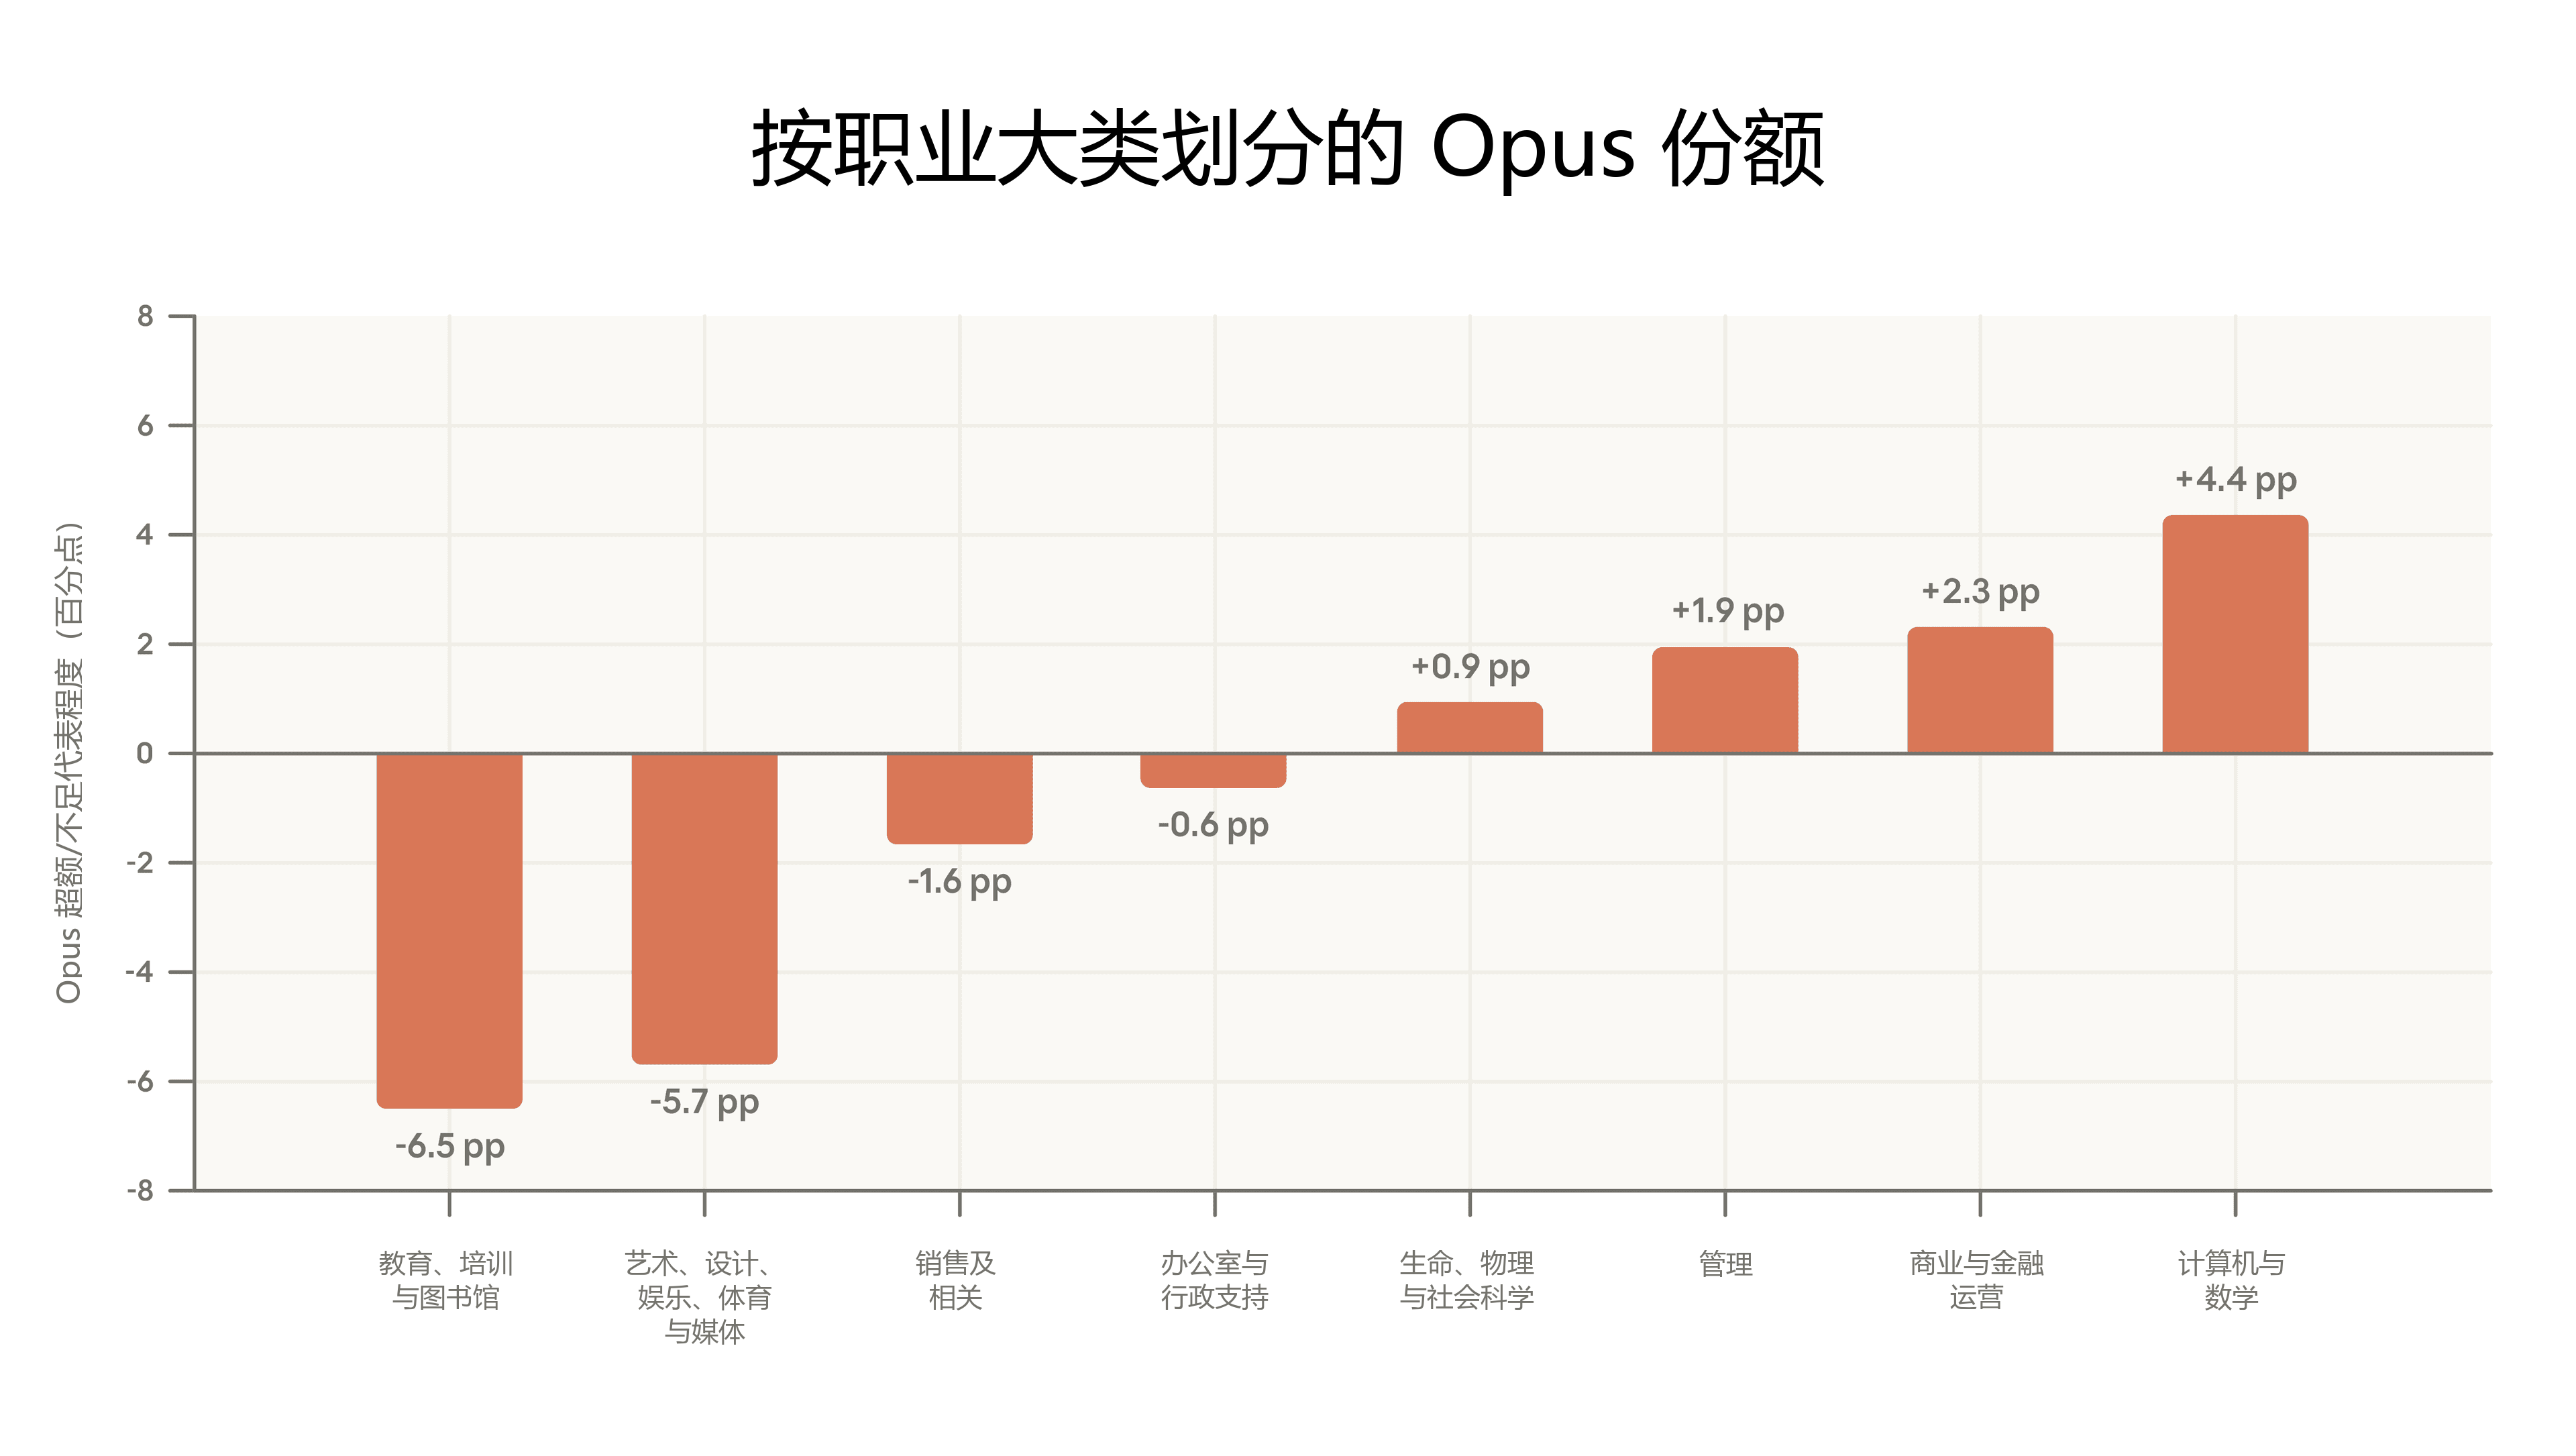 按职业大类划分的 Opus 份额
Opus 超额/不足代表程度（百分点）
8
6
4
2
0
-2
-4
-6
-8
-6.5 pp
-5.7 pp
-1.6 pp
-0.6 pp
+0.9 pp
+1.9 pp
+2.3 pp
+4.4 pp
教育、培训
与图书馆
艺术、设计、
娱乐、体育
与媒体
销售及
相关
办公室与
行政支持
生命、物理
与社会科学
管理
商业与金融
运营
计算机与
数学